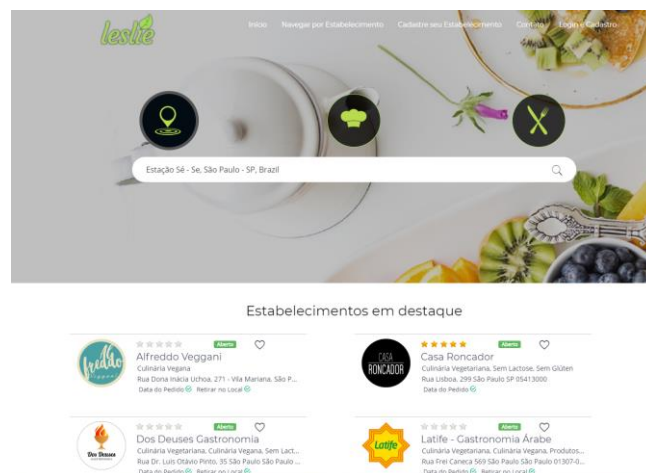 leslie
Início Navegar por Estabelecimento Cadastre seu Estabelecimento Contato Login e Cadastro
Estação Sé - Se, São Paulo - SP, Brazil
Estabelecimentos em destaque
freddo
Aberto
Alfreddo Veggani
Culinária Vegana
Rua Dona Inácia Uchoa, 271 - Vila Mariana, São P...
Data do Pedido Retirar no Local
CASA
RONCADOR
Aberto
Casa Roncador
Culinária Vegetariana, Sem Lactose, Sem Glúten
Rua Lisboa, 299 São Paulo SP 05413000
Data do Pedido
Dos Deuses
Aberto
Dos Deuses Gastronomia
Culinária Vegetariana, Culinária Vegana, Sem Lact...
Rua Dr. Luis Otávio Pinto, 35 São Paulo São Paulo ...
Data do Pedido Retirar no Local
Latife
Aberto
Latife - Gastronomia Árabe
Culinária Vegetariana, Culinária Vegana, Produtos...
Rua Frei Caneca 569 São Paulo São Paulo 01307-0...
Data do Pedido Retirar no Local